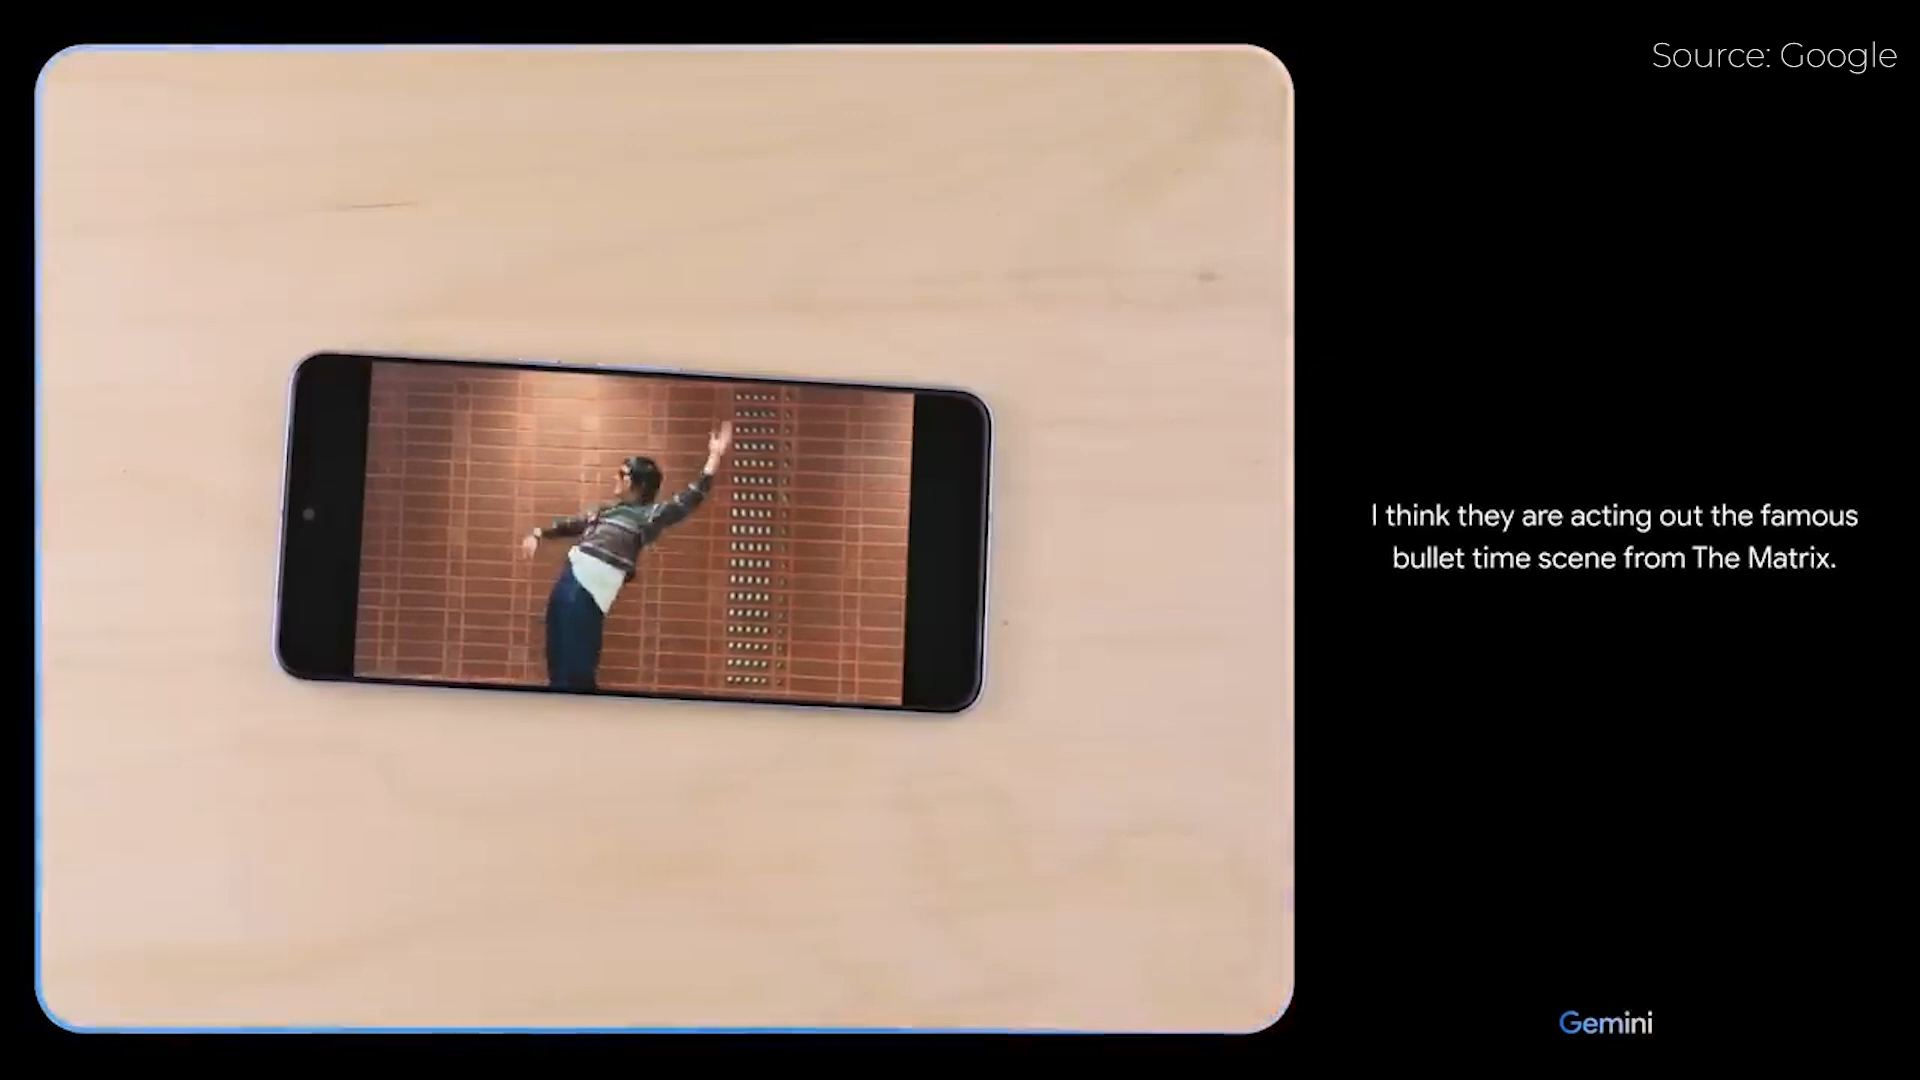 Source: Google
I think they are acting out the famous
bullet time scene from The Matrix.
Gemini